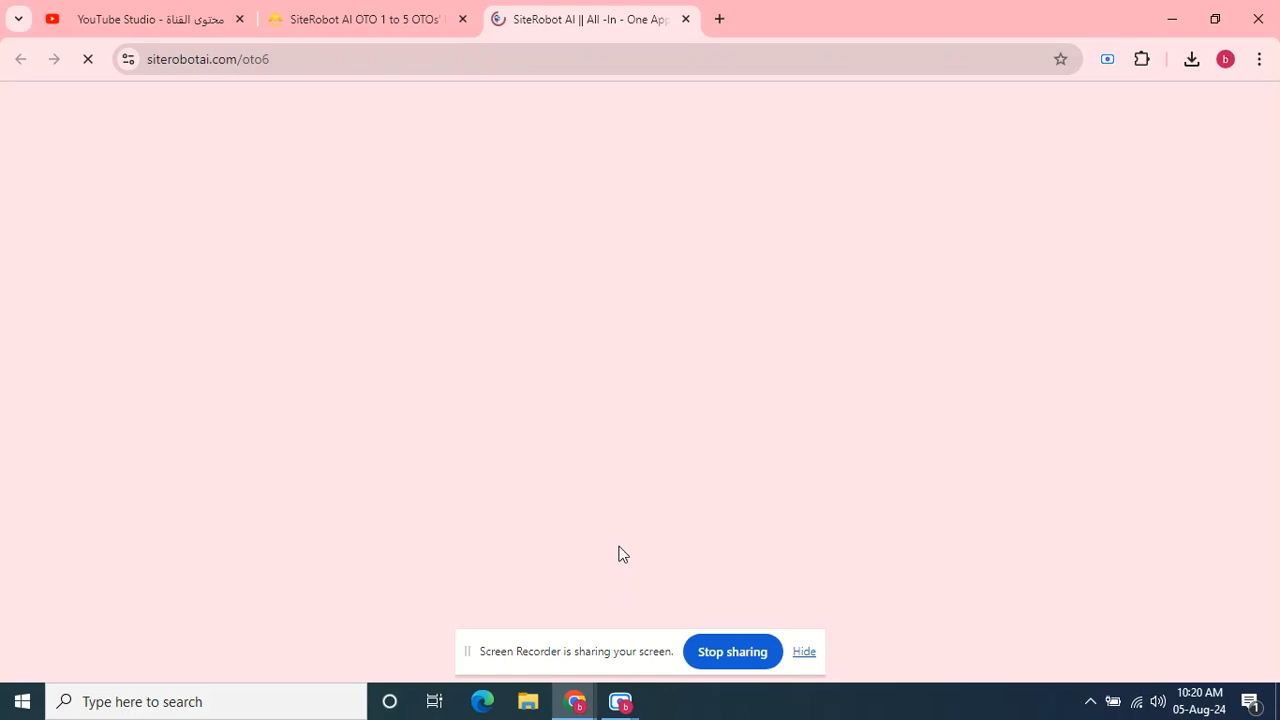 YouTube Studio - محتوى القناة
SiteRobot AI OTO 1 to 5 OTOs'
SiteRobot AI || All -In - One App
siterobotai.com/oto6
b
Screen Recorder is sharing your screen.
Stop sharing
Hide
Type here to search
b
b
10:20 AM
05-Aug-24
1